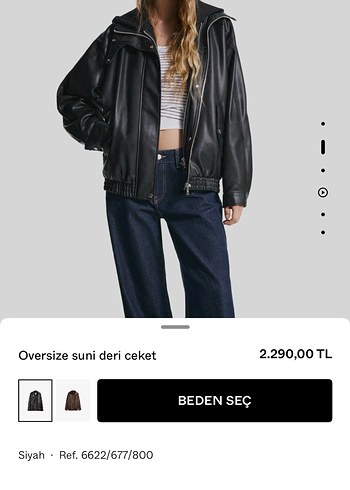 Oversize suni deri ceket
2.290,00 TL
BEDEN SEÇ
Siyah · Ref. 6622/677/800